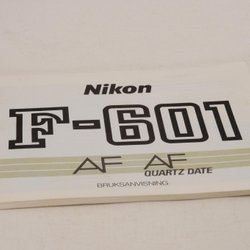 Nikon
F-601
AF AF
QUARTZ DATE
BRUKSANVISNING